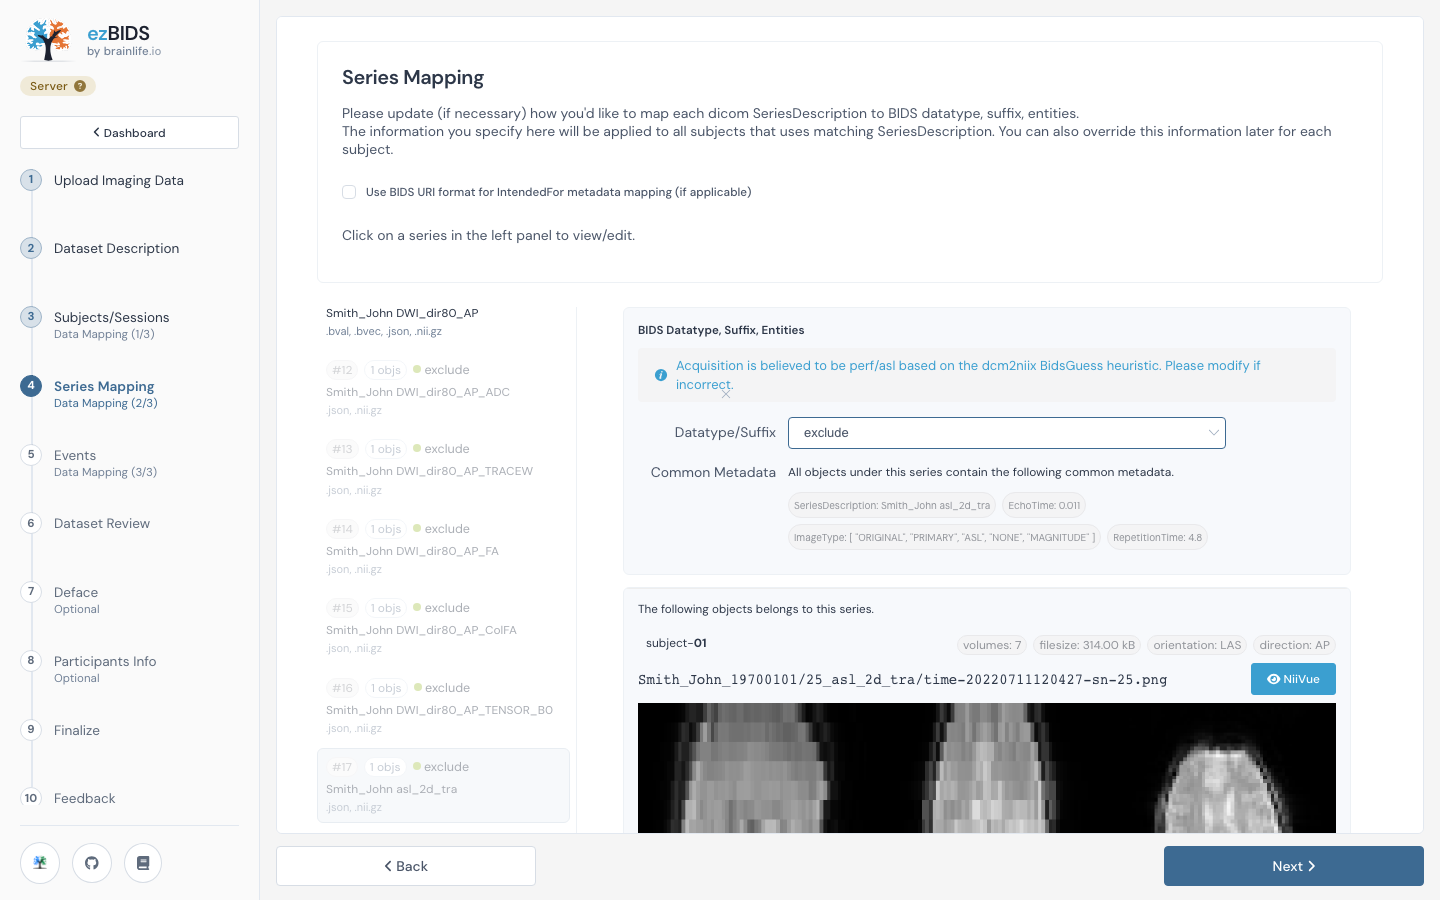 ezBIDS
by brainlife.io
Server
Dashboard
1 Upload Imaging Data
2 Dataset Description
3 Subjects/Sessions
Data Mapping (1/3)
4 Series Mapping
Data Mapping (2/3)
5 Events
Data Mapping (3/3)
6 Dataset Review
7 Deface
Optional
8 Participants Info
Optional
9 Finalize
10 Feedback
Series Mapping
Please update (if necessary) how you'd like to map each dicom SeriesDescription to BIDS datatype, suffix, entities.
The information you specify here will be applied to all subjects that uses matching SeriesDescription. You can also override this information later for each
subject.
Use BIDS URI format for IntendedFor metadata mapping (if applicable)
Click on a series in the left panel to view/edit.
Smith_John DWI_dir80_AP
.bval, .bvec, .json, .nii.gz
#12 1 objs exclude
Smith_John DWI_dir80_AP_ADC
.json, .nii.gz
#13 1 objs exclude
Smith_John DWI_dir80_AP_TRACEW
.json, .nii.gz
#14 1 objs exclude
Smith_John DWI_dir80_AP_FA
.json, .nii.gz
#15 1 objs exclude
Smith_John DWI_dir80_AP_ColFA
.json, .nii.gz
#16 1 objs exclude
Smith_John DWI_dir80_AP_TENSOR_B0
.json, .nii.gz
#17 1 objs exclude
Smith_John asl_2d_tra
.json, .nii.gz
BIDS Datatype, Suffix, Entities
Acquisition is believed to be perf/asl based on the dcm2niix BidsGuess heuristic. Please modify if
incorrect.
Datatype/Suffix exclude
Common Metadata All objects under this series contain the following common metadata.
SeriesDescription: Smith_John asl_2d_tra EchoTime: 0.011
ImageType: [ "ORIGINAL", "PRIMARY", "ASL", "NONE", "MAGNITUDE" ] RepetitionTime: 4.8
The following objects belongs to this series.
subject-01 volumes: 7 filesize: 314.00 kB orientation: LAS direction: AP
Smith_John_19700101/25_asl_2d_tra/time-20220711120427-sn-25.png NiiVue
Back
Next